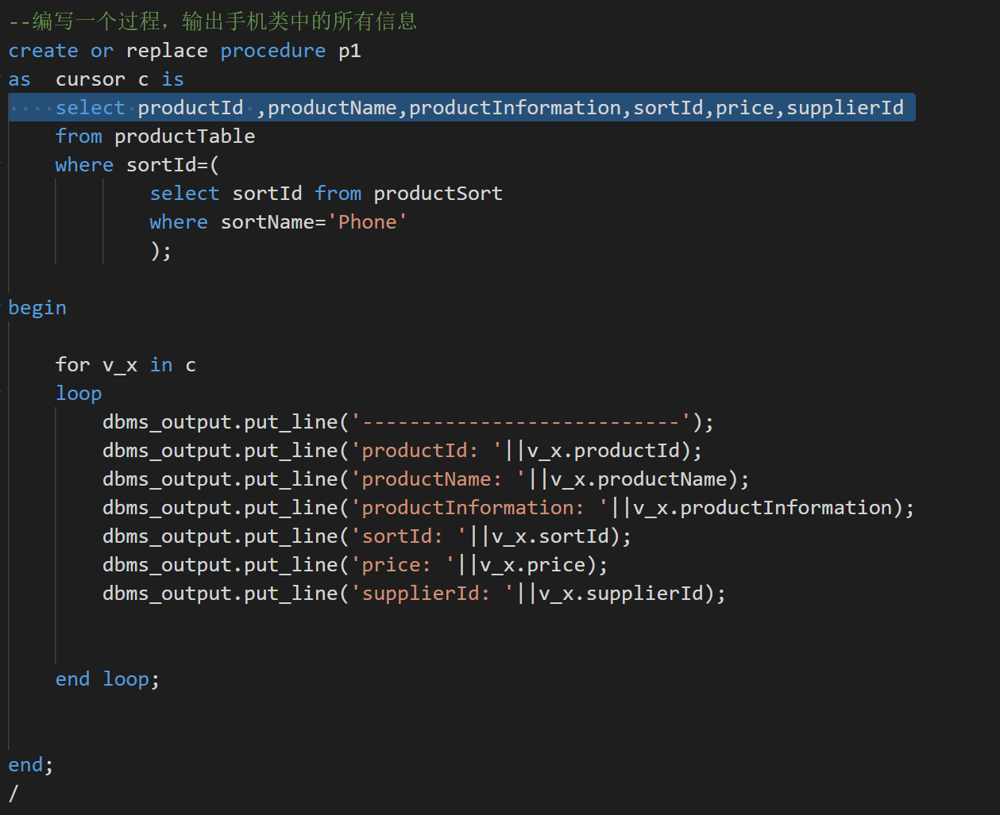 --编写一个过程，输出手机类中的所有信息
create or replace procedure p1
as  cursor c is
    select productId ,productName,productInformation,sortId,price,supplierId
    from productTable
    where sortId=(
            select sortId from productSort
            where sortName='Phone'
            );
begin
    for v_x in c
    loop
        dbms_output.put_line('---------------------------');
        dbms_output.put_line('productId: '||v_x.productId);
        dbms_output.put_line('productName: '||v_x.productName);
        dbms_output.put_line('productInformation: '||v_x.productInformation);
        dbms_output.put_line('sortId: '||v_x.sortId);
        dbms_output.put_line('price: '||v_x.price);
        dbms_output.put_line('supplierId: '||v_x.supplierId);
    end loop;
end;
/